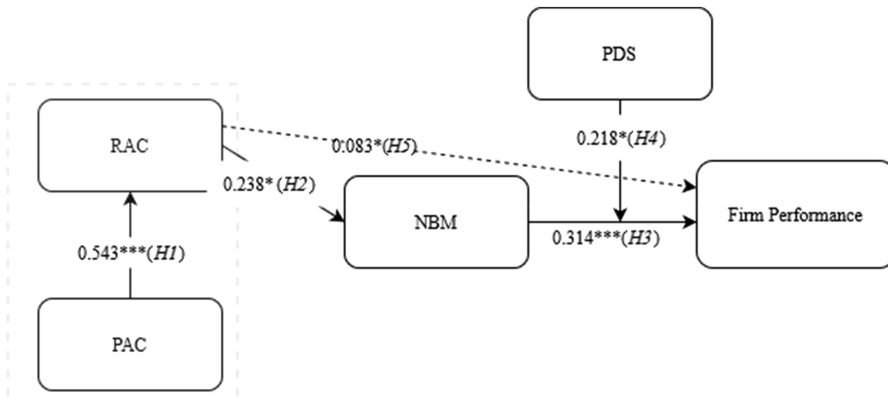 PDS
RAC
0.083*(H5)
0.218*(H4)
0.238*(H2)
NBM
Firm Performance
0.314***(H3)
0.543***(H1)
PAC